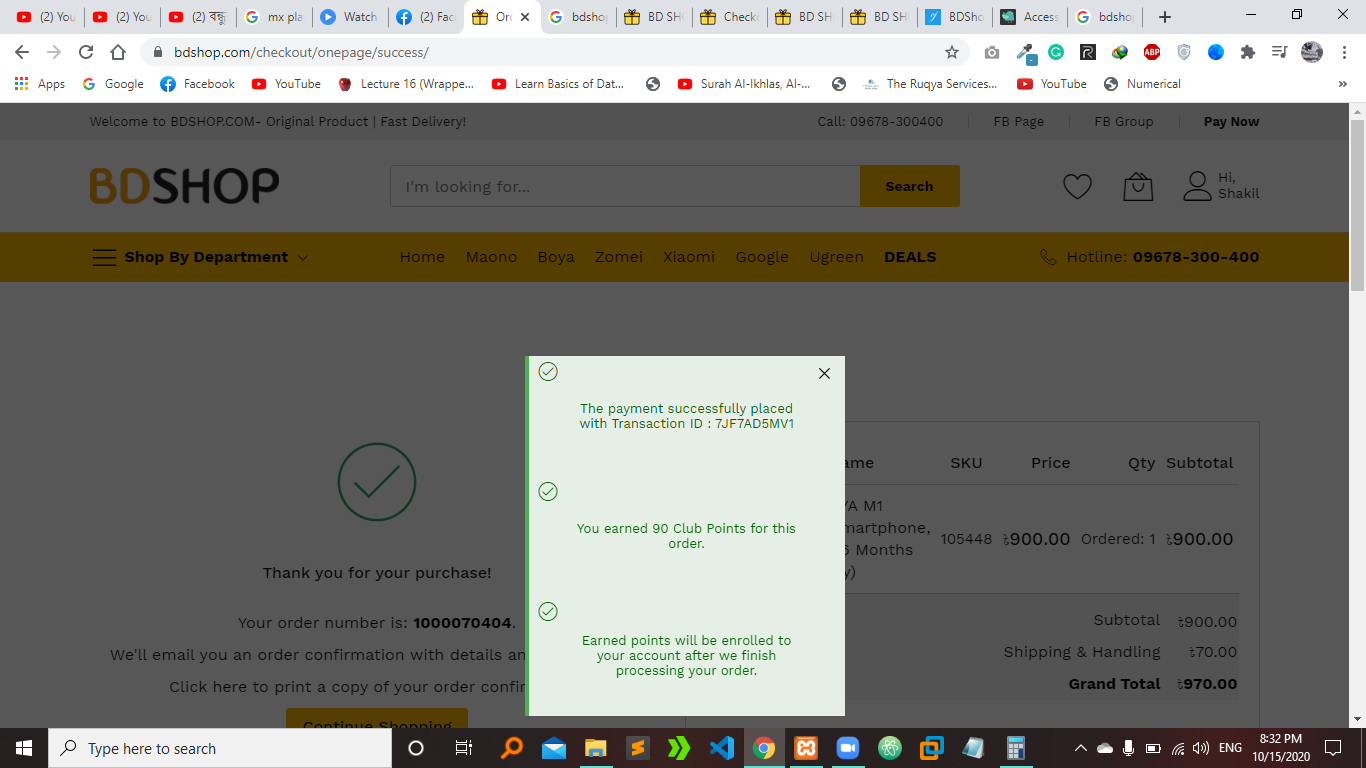 (2) You
(2) You
(2) বন্ধু
mx pla
Watch
(2) Fac
Or
bdshop
BD SH
Checko
BD SH
BD SH
BDSho
Access
bdshop
bdshop.com/checkout/onepage/success/
Apps
Google
Facebook
YouTube
Lecture 16 (Wrappe...
Learn Basics of Dat...
Surah Al-Ikhlas, Al-...
The Ruqya Services...
YouTube
Numerical
Welcome to BDSHOP.COM- Original Product | Fast Delivery!
Call: 09678-300400
FB Page
FB Group
Pay Now
BDSHOP
I'm looking for...
Search
Hi,
Shakil
Shop By Department
Home
Maono
Boya
Zomei
Xiaomi
Google
Ugreen
DEALS
Hotline: 09678-300-400
The payment successfully placed
with Transaction ID : 7JF7AD5MV1
You earned 90 Club Points for this
order.
Earned points will be enrolled to
your account after we finish
processing your order.
Thank you for your purchase!
Your order number is: 1000070404.
We'll email you an order confirmation with details an
Click here to print a copy of your order confir
Continue Shopping
ame
SKU
Price
Qty
Subtotal
YA M1
martphone,
6 Months
y)
105448
৳900.00
Ordered: 1
৳900.00
Subtotal
৳900.00
Shipping & Handling
৳70.00
Grand Total
৳970.00
Type here to search
ENG
8:32 PM
10/15/2020